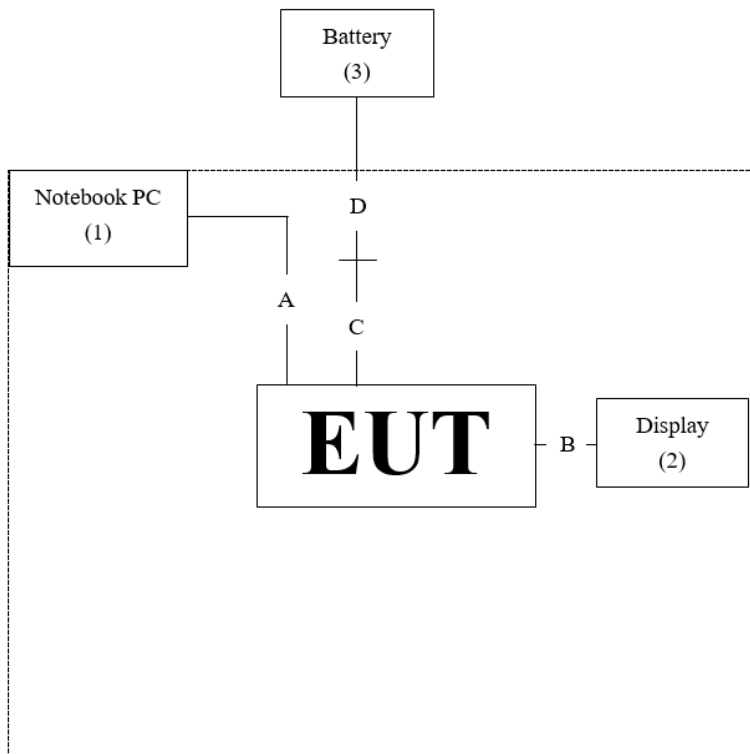 Battery
(3)
Notebook PC
(1)
D
A
C
EUT
B
Display
(2)